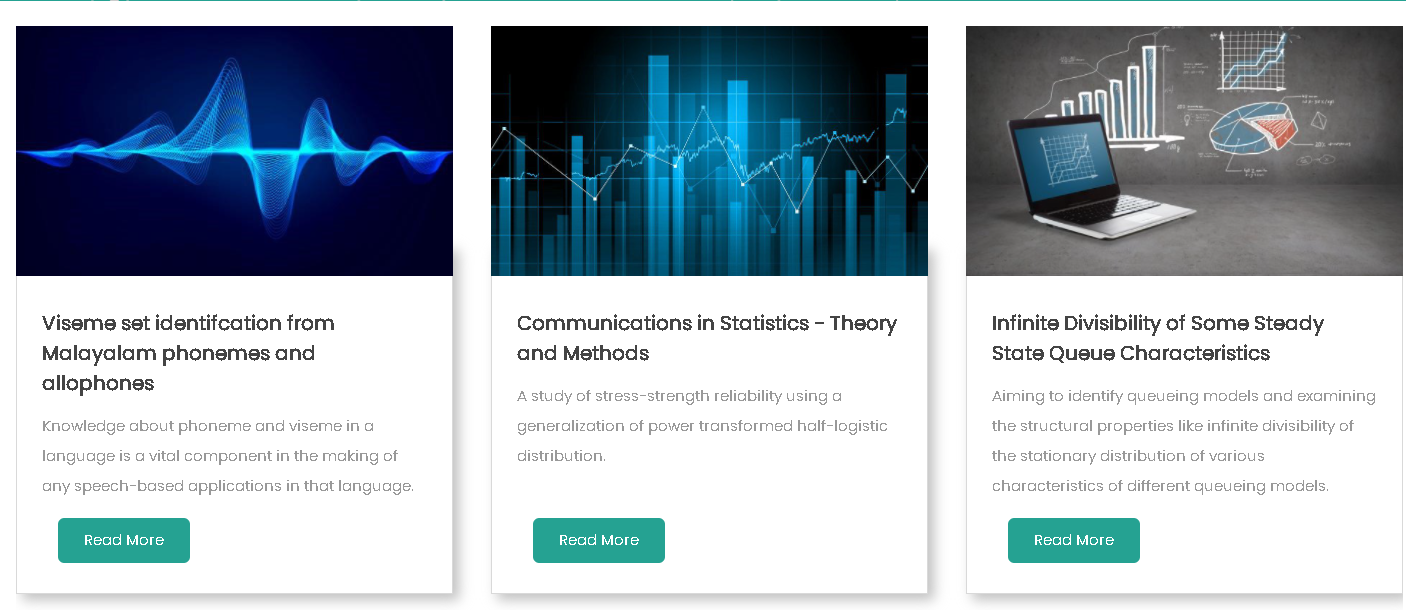 Viseme set identifcation from
Malayalam phonemes and
allophones
Knowledge about phoneme and viseme in a
language is a vital component in the making of
any speech-based applications in that language.
Read More
Communications in Statistics - Theory
and Methods
A study of stress-strength reliability using a
generalization of power transformed half-logistic
distribution.
Read More
Infinite Divisibility of Some Steady
State Queue Characteristics
Aiming to identify queueing models and examining
the structural properties like infinite divisibility of
the stationary distribution of various
characteristics of different queueing models.
Read More